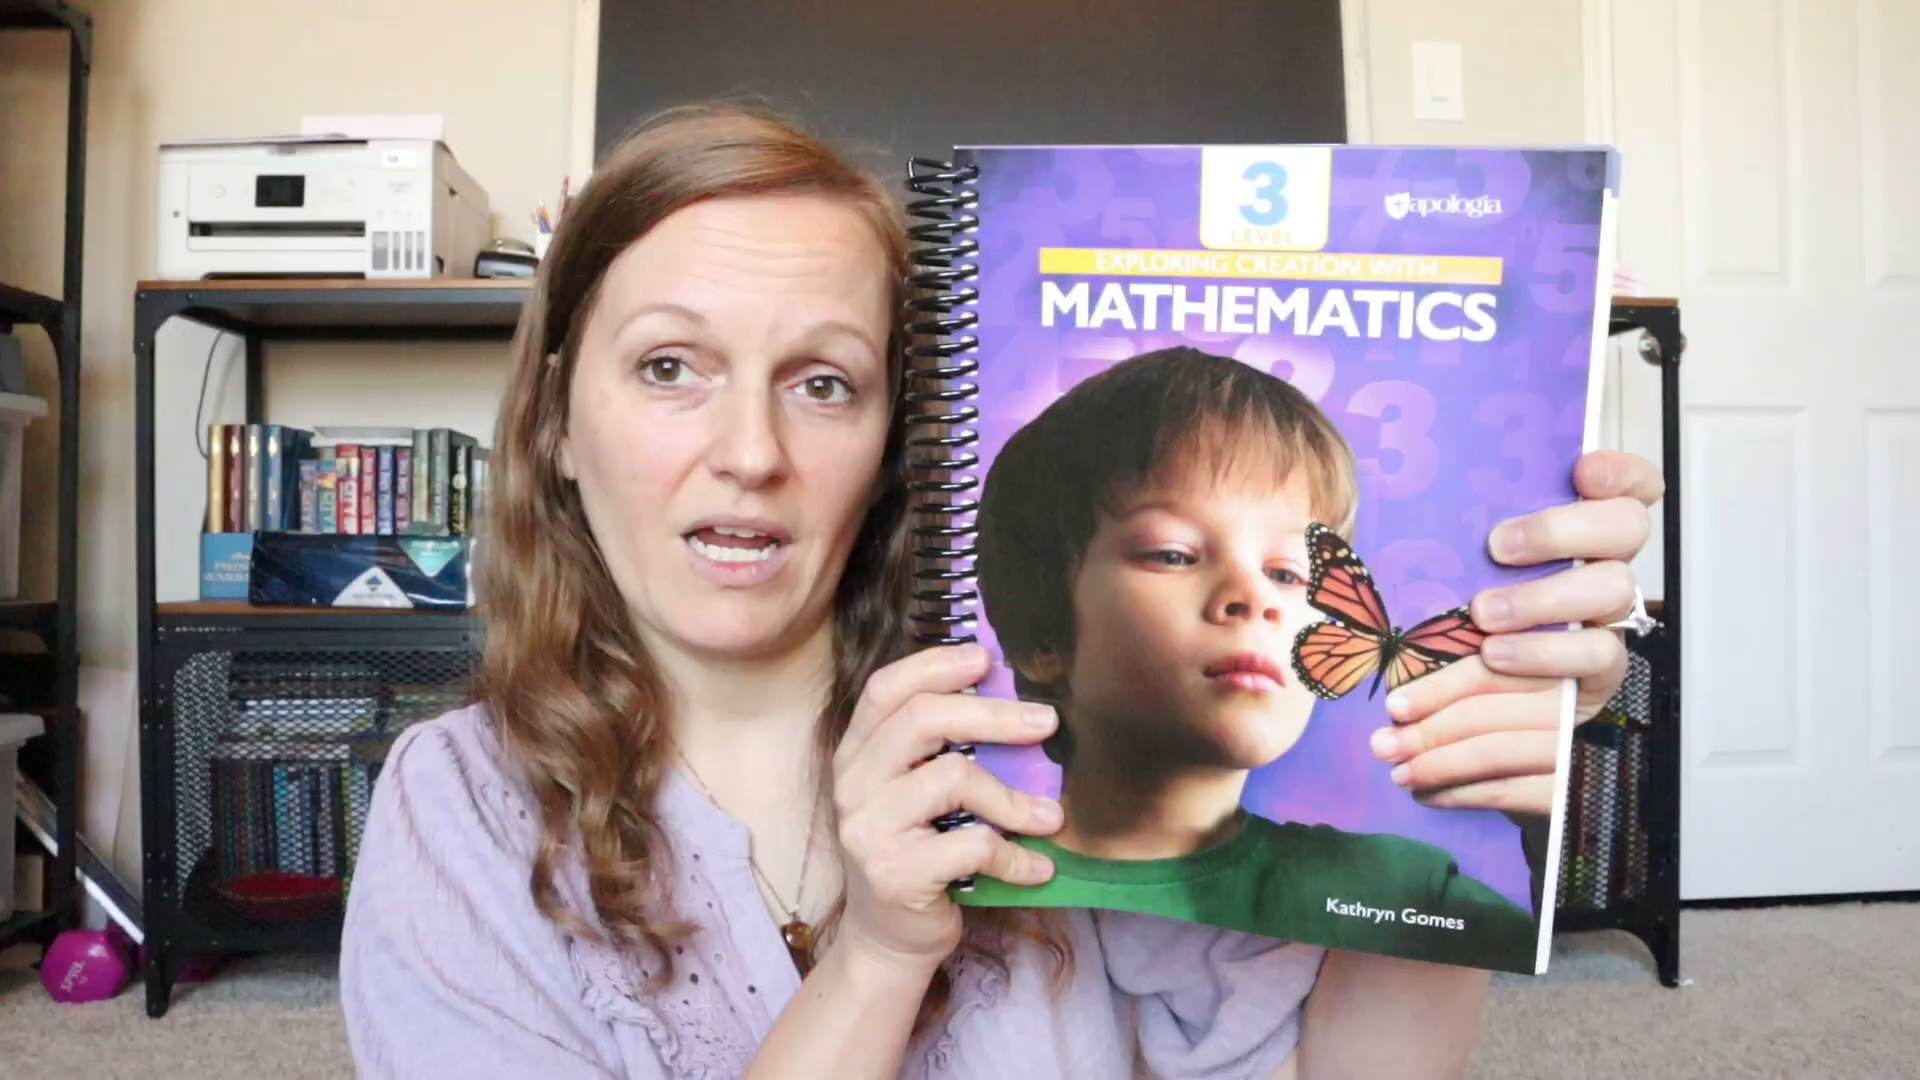 3
LEVEL
apologia
EXPLORING CREATION WITH
MATHEMATICS
Kathryn Gomes